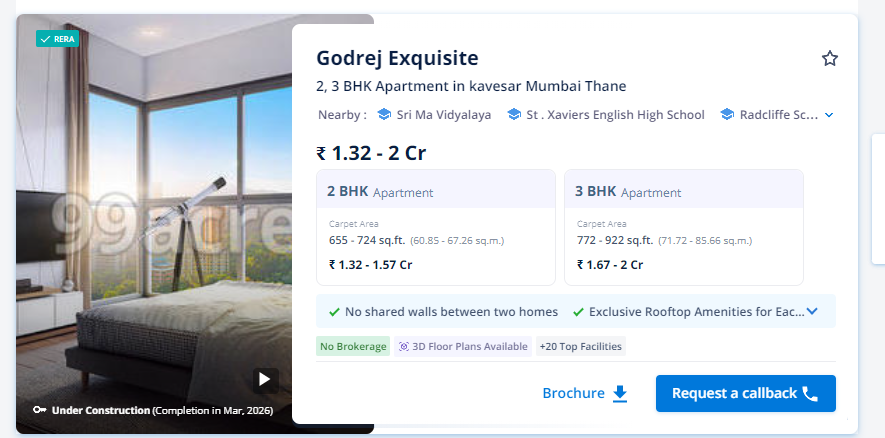 RERA
99acre
Under Construction (Completion in Mar, 2026)
Godrej Exquisite
2, 3 BHK Apartment in kavesar Mumbai Thane
Nearby : Sri Ma Vidyalaya St . Xaviers English High School Radcliffe Sc...
₹ 1.32 - 2 Cr
2 BHK Apartment
Carpet Area
655 - 724 sq.ft. (60.85 - 67.26 sq.m.)
₹ 1.32 - 1.57 Cr
3 BHK Apartment
Carpet Area
772 - 922 sq.ft. (71.72 - 85.66 sq.m.)
₹ 1.67 - 2 Cr
No shared walls between two homes Exclusive Rooftop Amenities for Eac...
No Brokerage 3D Floor Plans Available +20 Top Facilities
Brochure Request a callback